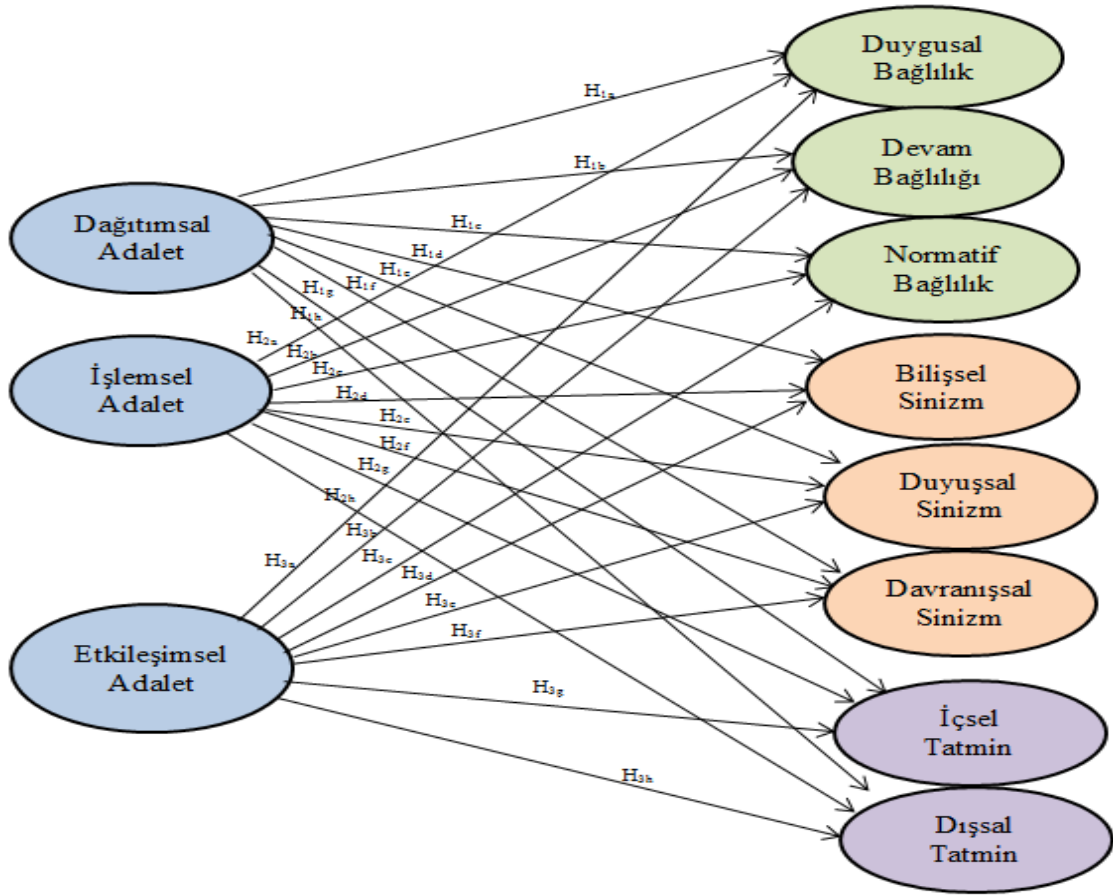 Duygusal
Bağlılık
Devam
Bağlılığı
Normatif
Bağlılık
Bilişsel
Sinizm
Duyuşsal
Sinizm
Davranışsal
Sinizm
İçsel
Tatmin
Dışsal
Tatmin
Dağıtımsal
Adalet
İşlemsel
Adalet
Etkileşimsel
Adalet
H1a
H1b
H1c
H1d
H1e
H1f
H1g
H1h
H2a
H2b
H2c
H2d
H2e
H2f
H2g
H2h
H3a
H3b
H3c
H3d
H3e
H3f
H3g
H3h